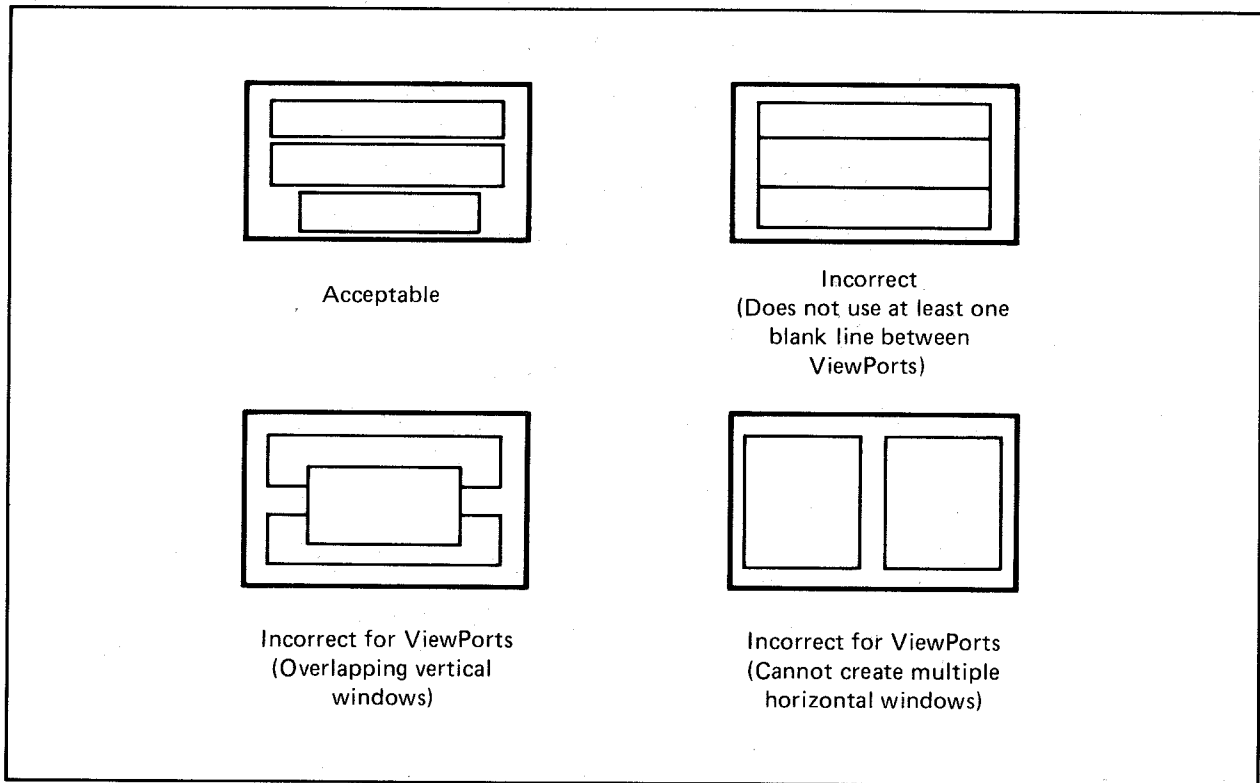 Acceptable
Incorrect
(Does not use at least one
blank line between
ViewPorts)
Incorrect for ViewPorts
(Overlapping vertical
windows)
Incorrect for ViewPorts
(Cannot create multiple
horizontal windows)